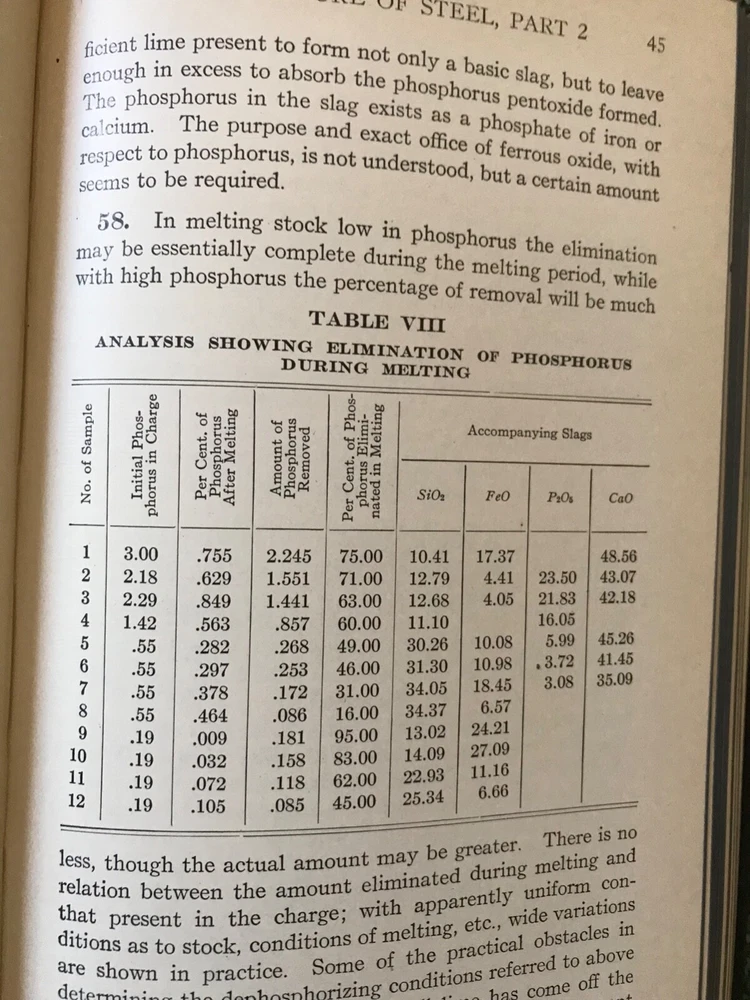 OF STEEL, PART 2 45
ficient lime present to form not only a basic slag, but to leave
enough in excess to absorb the phosphorus pentoxide formed.
The phosphorus in the slag exists as a phosphate of iron or
calcium. The purpose and exact office of ferrous oxide, with
respect to phosphorus, is not understood, but a certain amount
seems to be required.
58. In melting stock low in phosphorus the elimination
may be essentially complete during the melting period, while
with high phosphorus the percentage of removal will be much
TABLE VIII
ANALYSIS SHOWING ELIMINATION OF PHOSPHORUS
DURING MELTING
No. of Sample
Initial Phos-
phorus in Charge
Per Cent. of
Phosphorus
After Melting
Amount of
Phosphorus
Removed
Per Cent. of Phos-
phorus Elimi-
nated in Melting
Accompanying Slags
SiO₂ FeO P₂O₅ CaO
1 3.00 .755 2.245 75.00 10.41 17.37 48.56
2 2.18 .629 1.551 71.00 12.79 4.41 23.50 43.07
3 2.29 .849 1.441 63.00 12.68 4.05 21.83 42.18
4 1.42 .563 .857 60.00 11.10 16.05
5 .55 .282 .268 49.00 30.26 10.08 5.99 45.26
6 .55 .297 .253 46.00 31.30 10.98 3.72 41.45
7 .55 .378 .172 31.00 34.05 18.45 3.08 35.09
8 .55 .464 .086 16.00 34.37 6.57
9 .19 .009 .181 95.00 13.02 24.21
10 .19 .032 .158 83.00 14.09 27.09
11 .19 .072 .118 62.00 22.93 11.16
12 .19 .105 .085 45.00 25.34 6.66
less, though the actual amount may be greater. There is no
relation between the amount eliminated during melting and
that present in the charge; with apparently uniform con-
ditions as to stock, conditions of melting, etc., wide variations
are shown in practice. Some of the practical obstacles in
determining the dephosphorizing conditions referred to above
has come off the